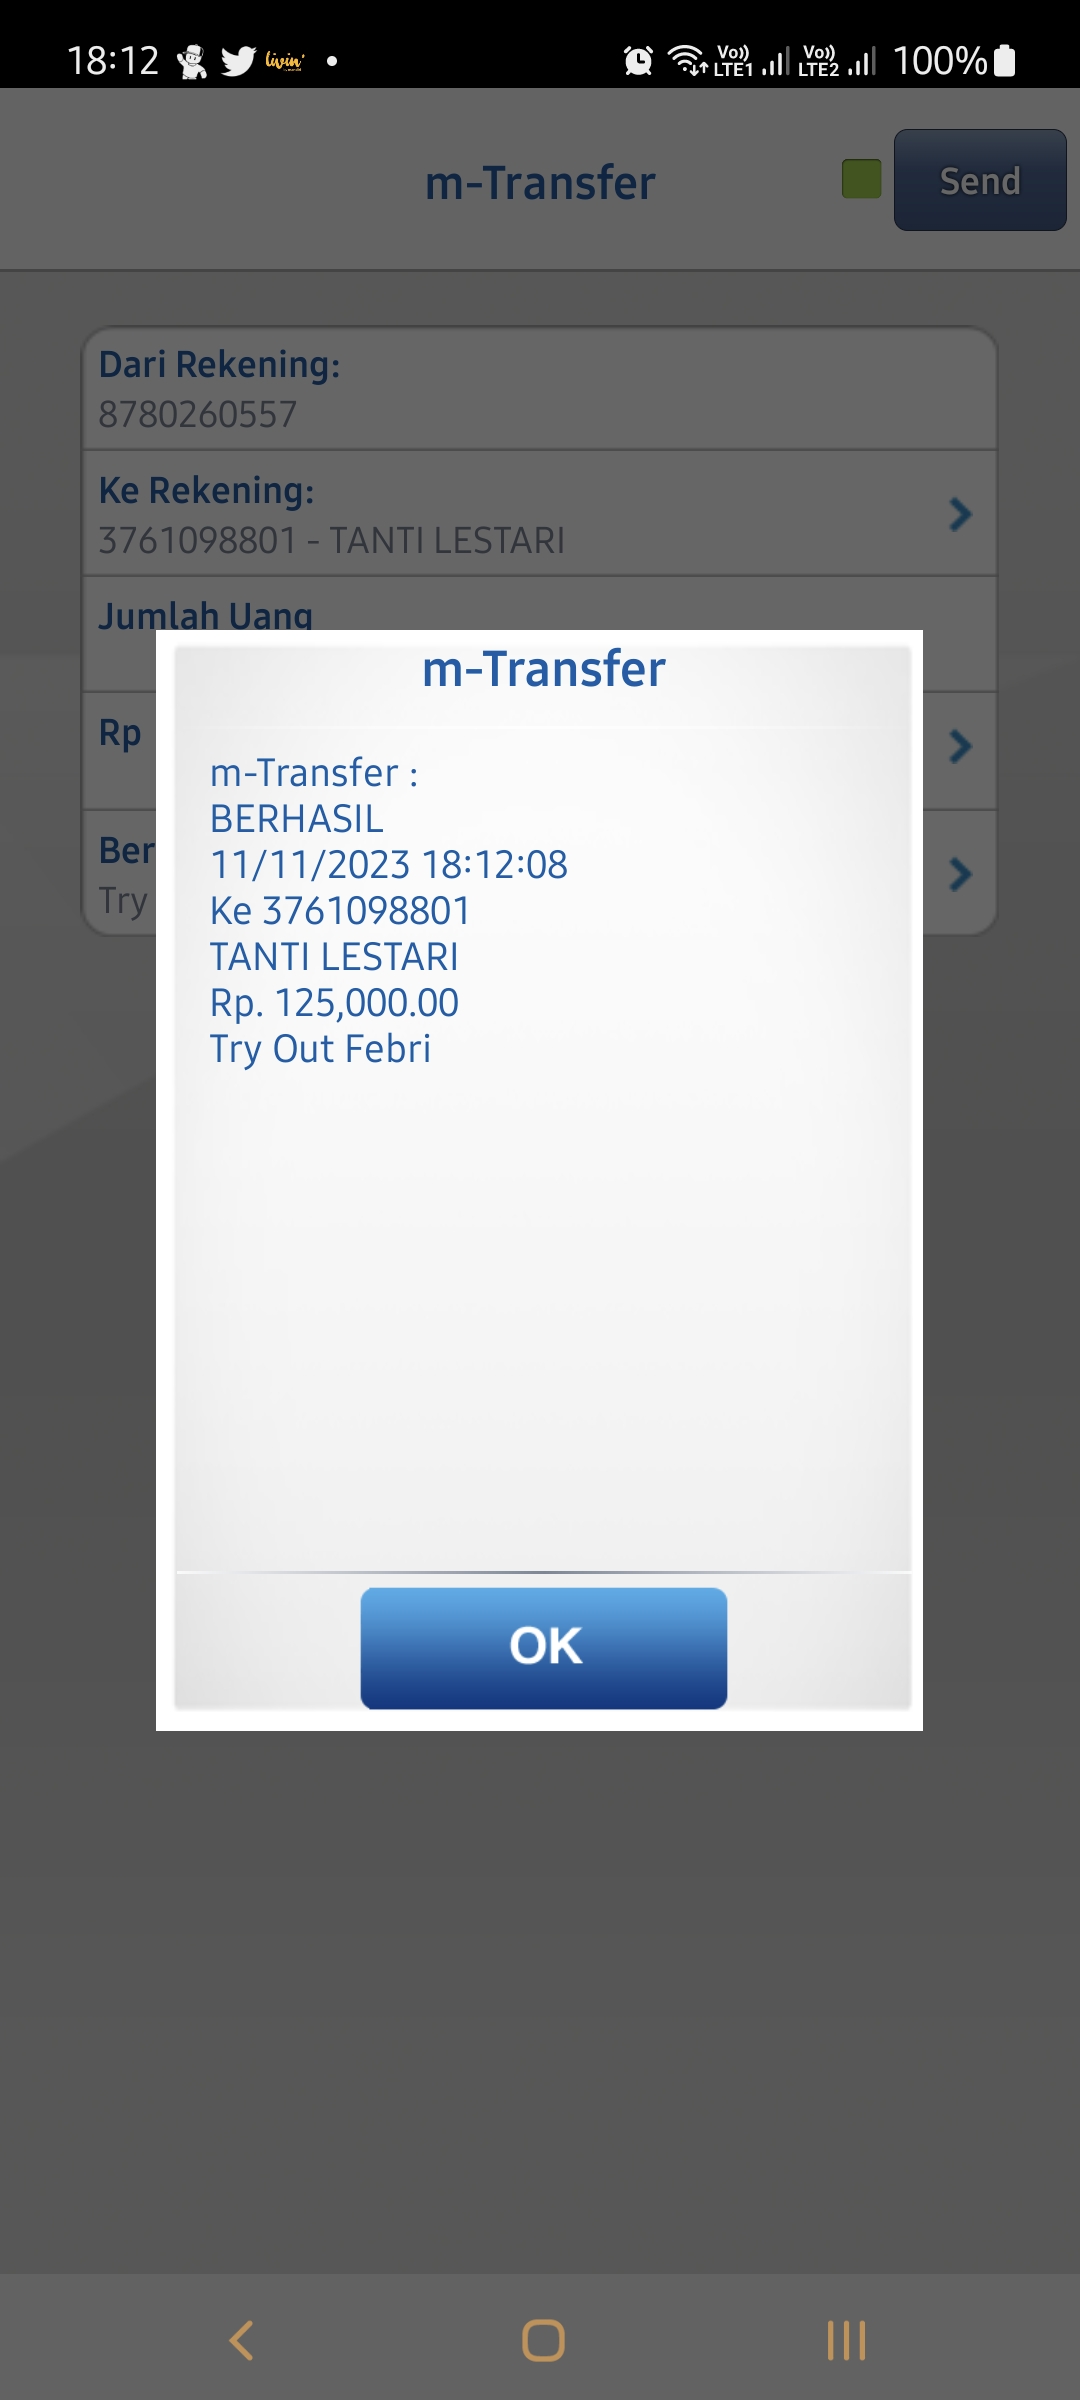 18:12 livin' Vo)) LTE1 Vo)) LTE2 100%
m-Transfer
Send
Dari Rekening:
8780260557
Ke Rekening:
3761098801 - TANTI LESTARI
Jumlah Uang
Rp
Ber
Try
m-Transfer
m-Transfer :
BERHASIL
11/11/2023 18:12:08
Ke 3761098801
TANTI LESTARI
Rp. 125,000.00
Try Out Febri
OK